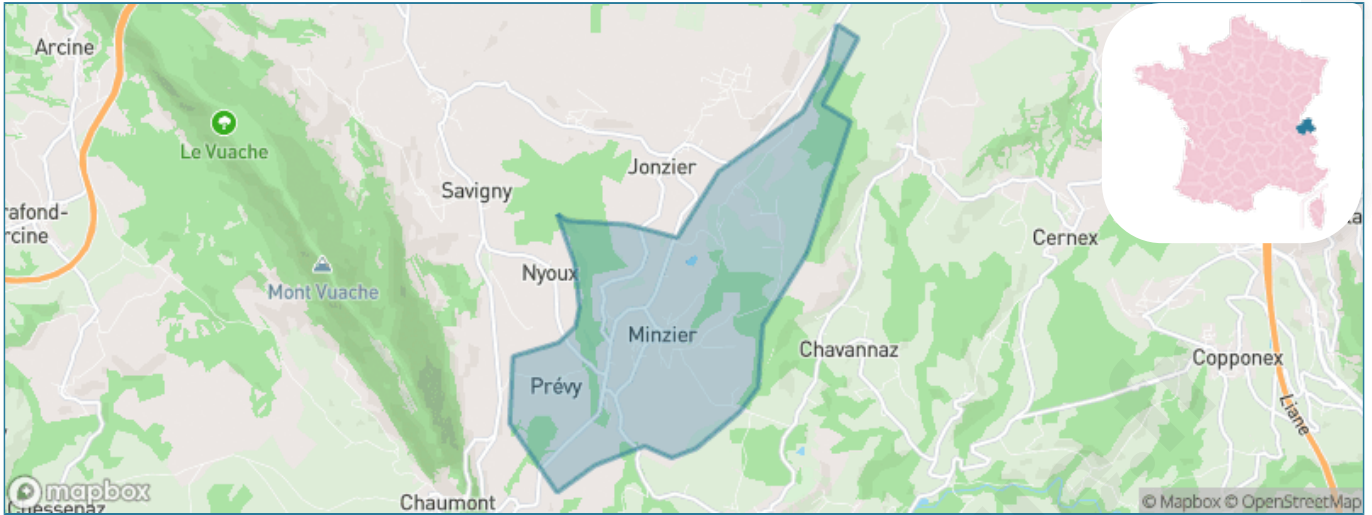 Arcine
Le Vuache
Jonzier
Savigny
rafond-
rcine
Cernex
Nyoux
Mont Vuache
Minzier
Chavannaz
Copponex
Prévy
Liane
mapbox
Chaumont
© Mapbox © OpenStreetMap